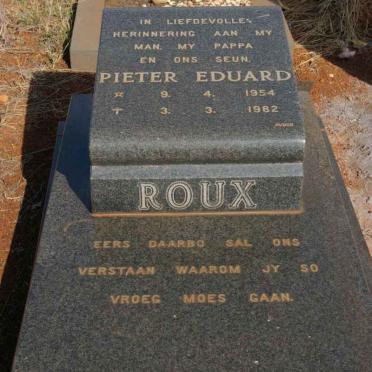 IN LIEFDEVOLLE
HERINNERING AAN MY
MAN, MY PAPPA
EN ONS SEUN.
PIETER EDUARD
☆ 9. 4. 1954
† 3. 3. 1982
ROUX
EERS DAARBO SAL ONS
VERSTAAN WAAROM JY SO
VROEG MOES GAAN.